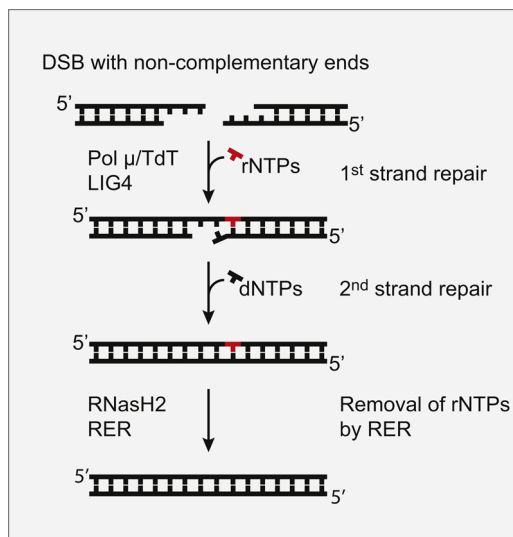 DSB with non-complementary ends
5’
5’
Pol μ/TdT
LIG4
rNTPs
1st strand repair
5’
5’
dNTPs
2nd strand repair
5’
5’
RNasH2
RER
Removal of rNTPs
by RER
5’
5’